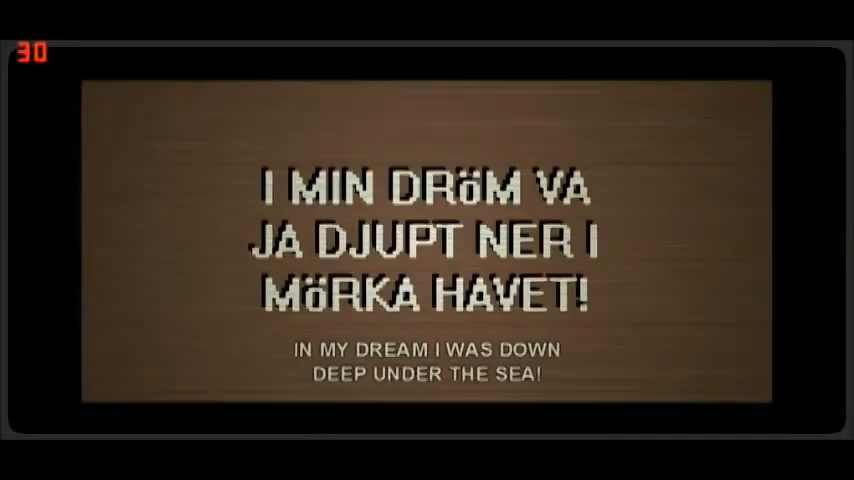 30
I MIN DRöM VA
JA DJUPT NER I
MöRKA HAVET!
IN MY DREAM I WAS DOWN
DEEP UNDER THE SEA!